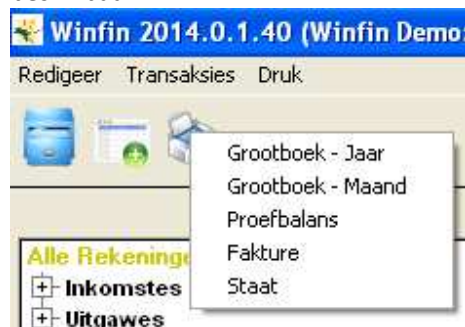 Winfin 2014.0.1.40 (Winfin Demo:
Redigeer Transaksies Druk
Grootboek - Jaar
Grootboek - Maand
Proefbalans
Fakture
Staat
Alle Rekeninge
Inkomstes
Uitgawes